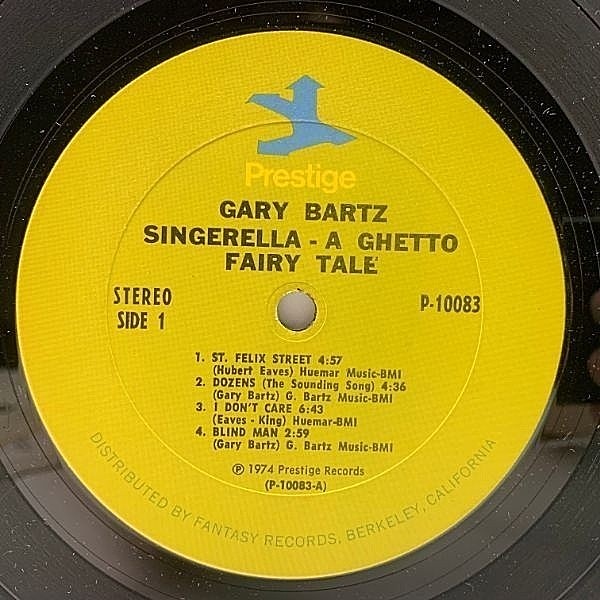 Prestige
GARY BARTZ
SINGERELLA - A GHETTO
FAIRY TALE
STEREO
SIDE 1
P-10083
1. ST. FELIX STREET 4:57
(Hubert Eaves) Huemar Music-BMI
2. DOZENS (The Sounding Song) 4:36
(Gary Bartz) G. Bartz Music-BMI
3. I DON'T CARE 6:43
(Eaves - King) Huemar-BMI
4. BLIND MAN 2:59
(Gary Bartz) G. Bartz Music-BMI
℗ 1974 Prestige Records
(P-10083-A)
DISTRIBUTED BY FANTASY RECORDS, BERKELEY, CALIFORNIA